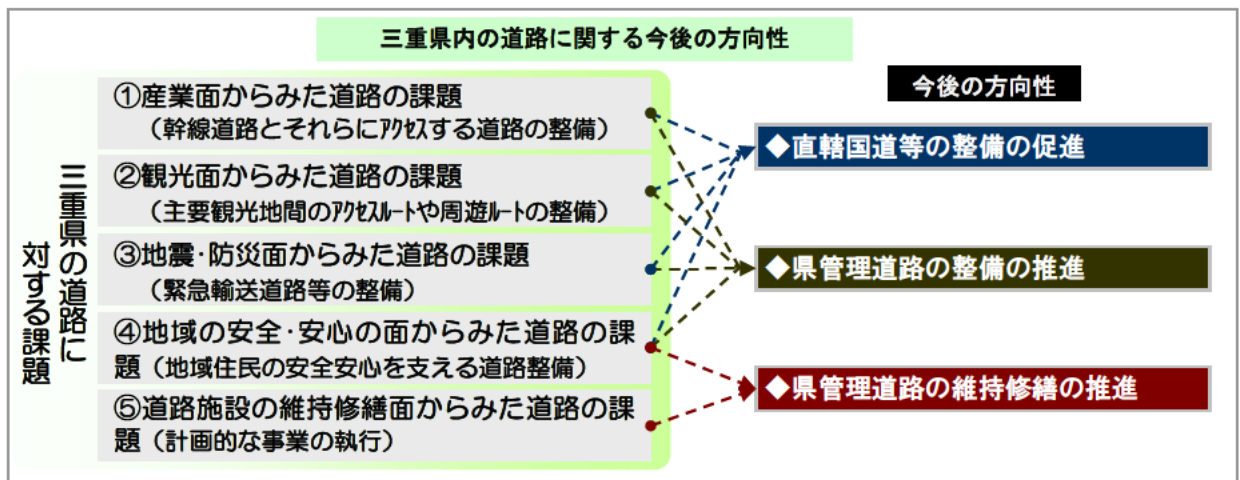 三重県内の道路に関する今後の方向性
三重県の道路に
対する課題
①産業面からみた道路の課題
（幹線道路とそれらにｱｸｾｽする道路の整備）
②観光面からみた道路の課題
（主要観光地間のｱｸｾｽﾙｰﾄや周遊ﾙｰﾄの整備）
③地震･防災面からみた道路の課題
（緊急輸送道路等の整備）
④地域の安全･安心の面からみた道路の課
題（地域住民の安全安心を支える道路整備）
⑤道路施設の維持修繕面からみた道路の課
題（計画的な事業の執行）
今後の方向性
◆直轄国道等の整備の促進
◆県管理道路の整備の推進
◆県管理道路の維持修繕の推進